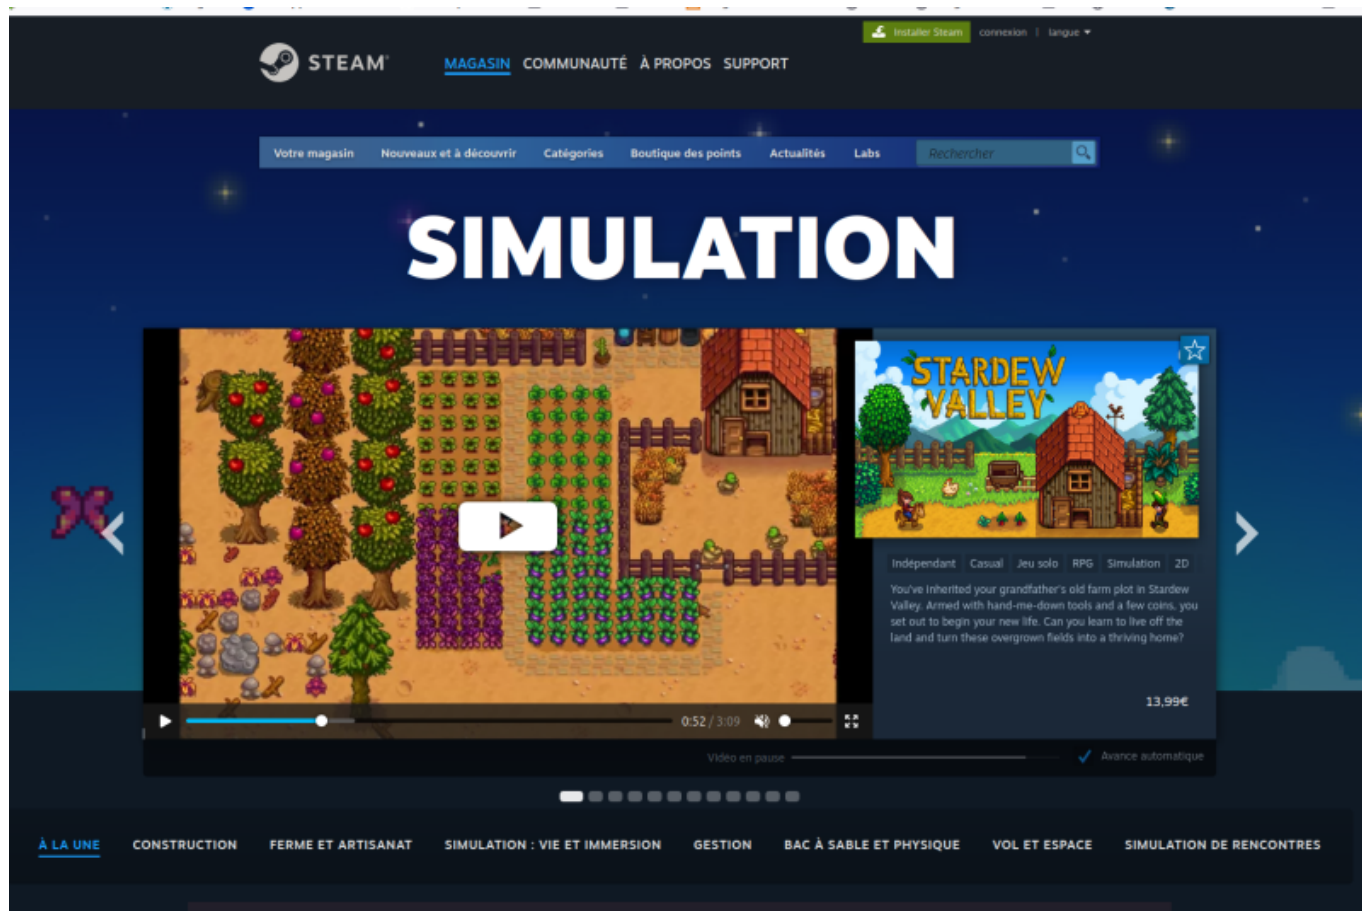 Installer Steam connexion | langue
STEAM® MAGASIN COMMUNAUTÉ À PROPOS SUPPORT
Votre magasin Nouveaux et à découvrir Catégories Boutique des points Actualités Labs Rechercher
SIMULATION
STARDEW
VALLEY
Indépendant Casual Jeu solo RPG Simulation 2D
You've inherited your grandfather's old farm plot in Stardew
Valley. Armed with hand-me-down tools and a few coins, you
set out to begin your new life. Can you learn to live off the
land and turn these overgrown fields into a thriving home?
13,99€
0:52 / 3:09
Vidéo en pause Avance automatique
À LA UNE CONSTRUCTION FERME ET ARTISANAT SIMULATION : VIE ET IMMERSION GESTION BAC À SABLE ET PHYSIQUE VOL ET ESPACE SIMULATION DE RENCONTRES